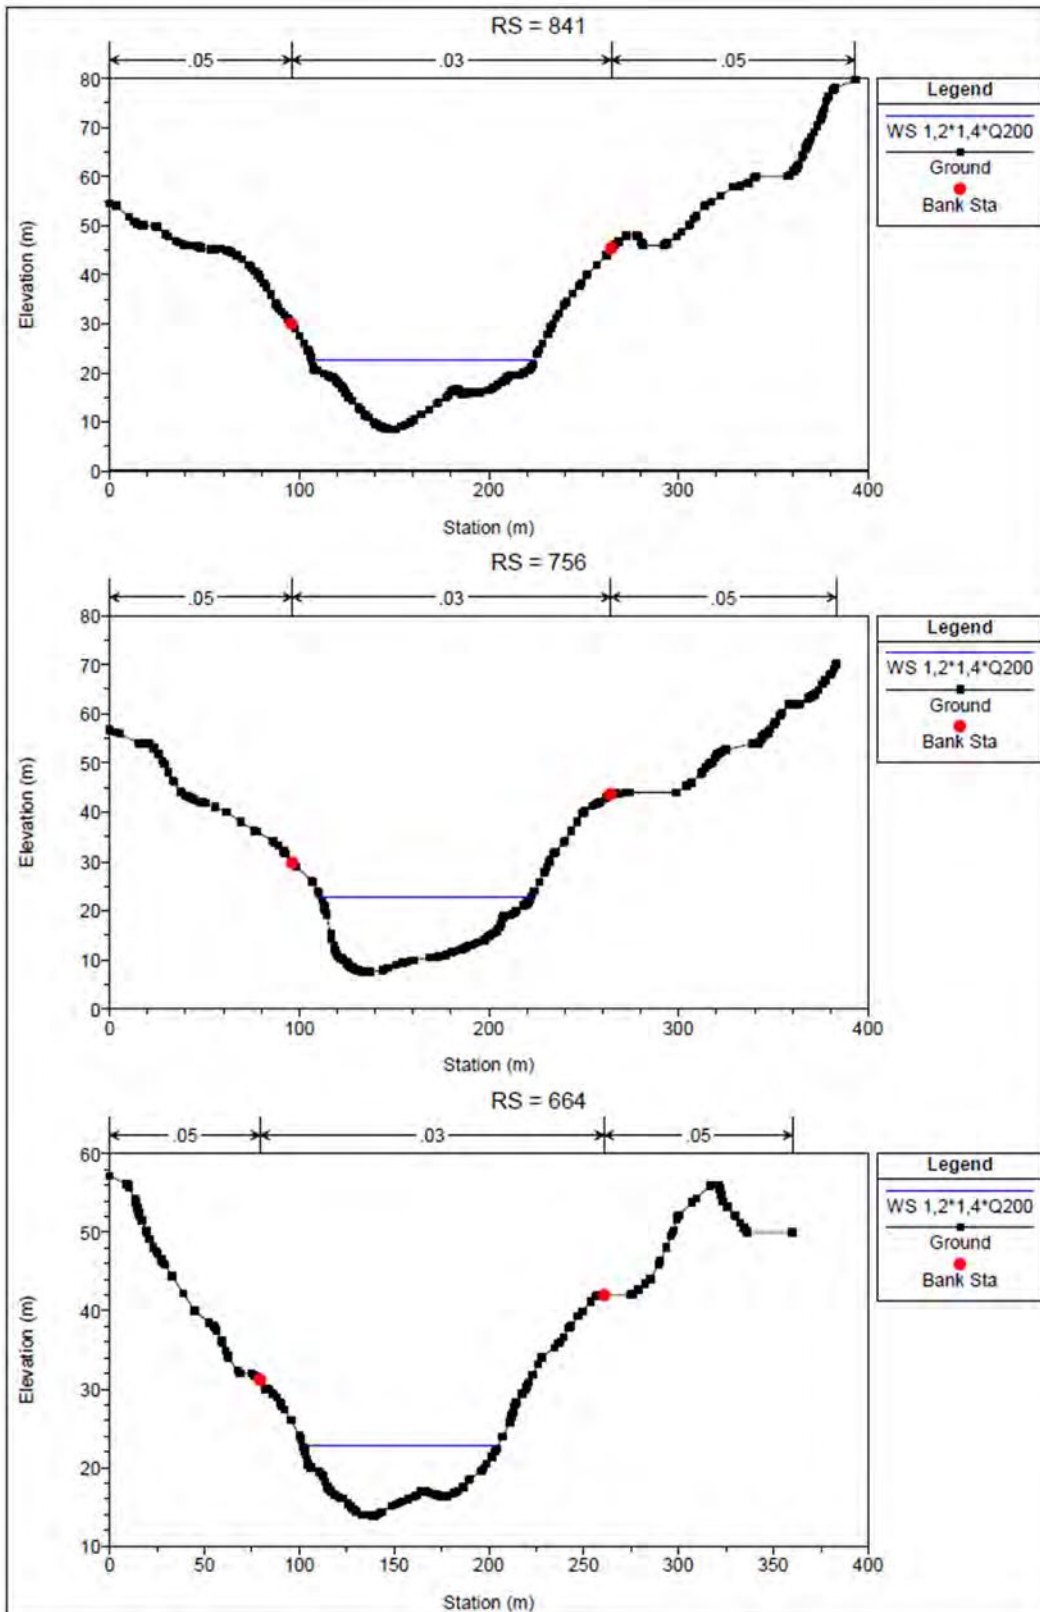 RS = 841
.05 .03 .05
80
70
60
50
40
30
20
10
0
Elevation (m)
0 100 200 300 400
Station (m)
Legend
WS 1,2*1,4*Q200
Ground
Bank Sta
RS = 756
.05 .03 .05
80
70
60
50
40
30
20
10
0
Elevation (m)
0 100 200 300 400
Station (m)
Legend
WS 1,2*1,4*Q200
Ground
Bank Sta
RS = 664
.05 .03 .05
60
50
40
30
20
10
Elevation (m)
0 50 100 150 200 250 300 350 400
Station (m)
Legend
WS 1,2*1,4*Q200
Ground
Bank Sta